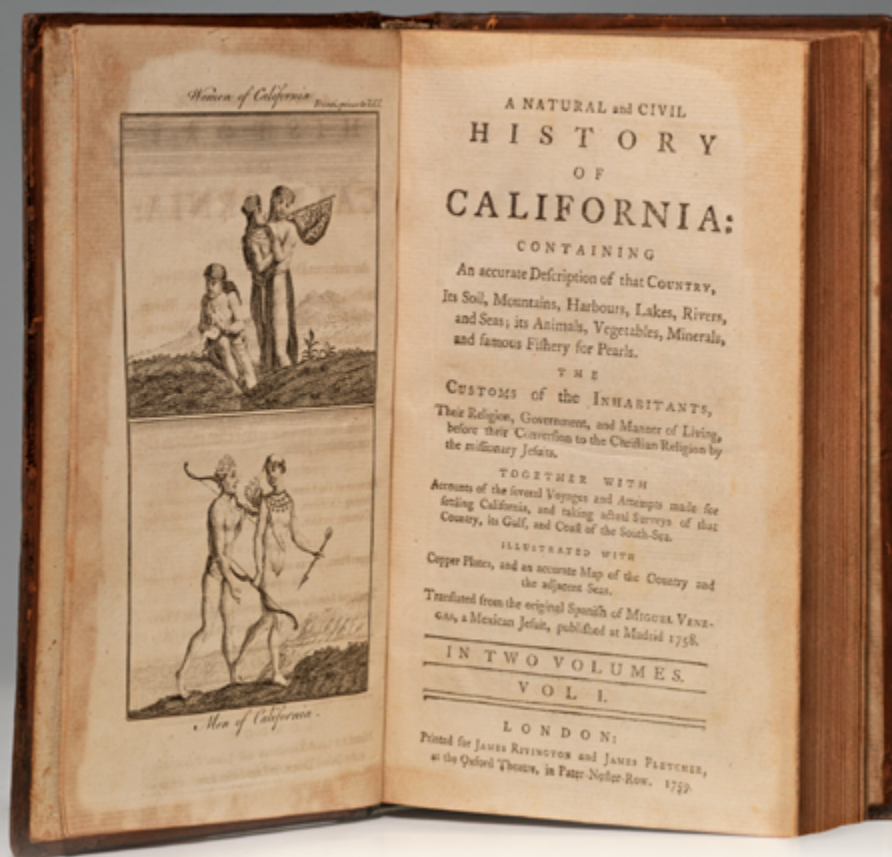 Women of California
A NATURAL and CIVIL
HISTORY
OF
CALIFORNIA:
CONTAINING
An accurate Deſcription of that COUNTRY,
Its Soil, Mountains, Harbours, Lakes, Rivers,
and Seas; its Animals, Vegetables, Minerals,
and famous Fiſhery for Pearls.
THE
CUSTOMS of the INHABITANTS,
Their Religion, Government, and Manner of Living,
before their Converſion to the Chriſtian Religion by
the miſſionary Jeſuits.
TOGETHER WITH
Accounts of the ſeveral Voyages and Attempts made for
ſettling California, and taking actual Surveys of that
Country, its Gulf, and Coaſt of the South-Sea.
ILLUSTRATED WITH
Copper Plates, and an accurate Map of the Country and
the adjacent Seas.
Tranſlated from the original Spaniſh of MIGUEL VENE-
GAS, a Mexican Jeſuit, publiſhed at Madrid 1758.
IN TWO VOLUMES.
VOL I.
LONDON:
Printed for JAMES RIVINGTON and JAMES FLETCHER,
at the Oxford Theatre, in Pater-Noſter-Row. 1759.
Men of California.